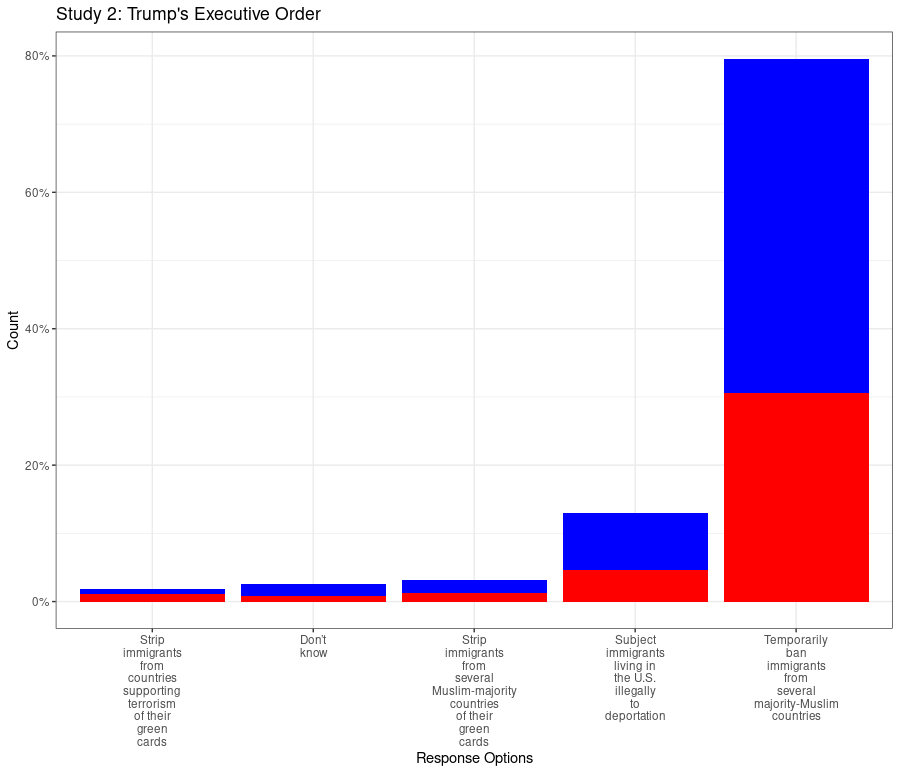 Study 2: Trump's Executive Order
Count
80%
60%
40%
20%
0%
Strip
immigrants
from
countries
supporting
terrorism
of their
green
cards
Don't
know
Strip
immigrants
from
several
Muslim-majority
countries
of their
green
cards
Subject
immigrants
living in
the U.S.
illegally
to
deportation
Temporarily
ban
immigrants
from
several
majority-Muslim
countries
Response Options